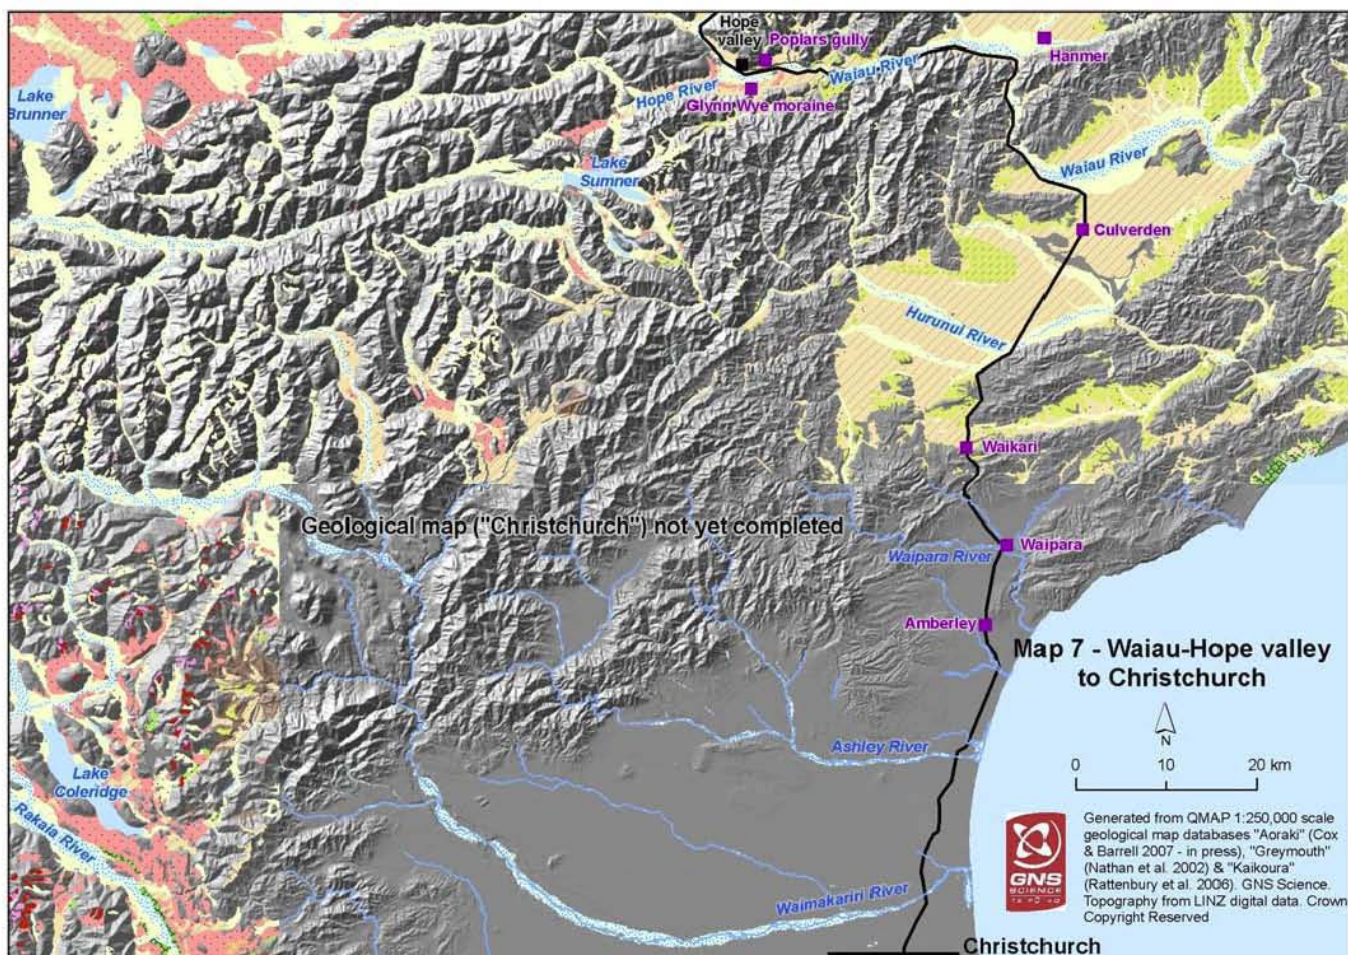 Hope
valley
Poplars gully
Hanmer
Lake
Brunner
Hope River
Waiau River
Glynn Wye moraine
Lake
Sumner
Waiau River
Culverden
Hurunui River
Waikari
Geological map ("Christchurch") not yet completed
Waipara River
Waipara
Amberley
Map 7 - Waiau-Hope valley
to Christchurch
N
Ashley River
Lake
Coleridge
0 10 20 km
Rakaia River
Generated from QMAP 1:250,000 scale
geological map databases "Aoraki" (Cox
& Barrell 2007 - in press), "Greymouth"
(Nathan et al. 2002) & "Kaikoura"
(Rattenbury et al. 2006). GNS Science.
Topography from LINZ digital data. Crown
Copyright Reserved
GNS
SCIENCE
TE PŪ AO
Waimakariri River
Christchurch